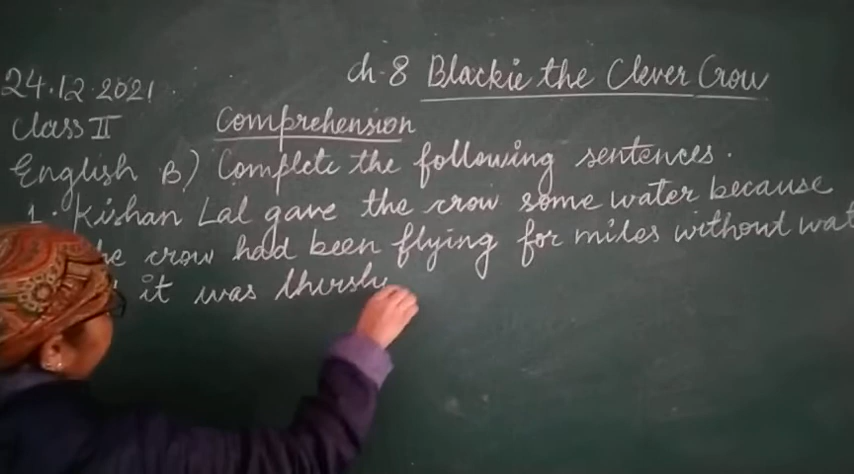 24.12.2021 ch.8 Blackie the Clever Crow
Class II Comprehension
English B) Complete the following sentences.
1. Kishan Lal gave the crow some water because
crow had been flying for miles without
it was thirsty